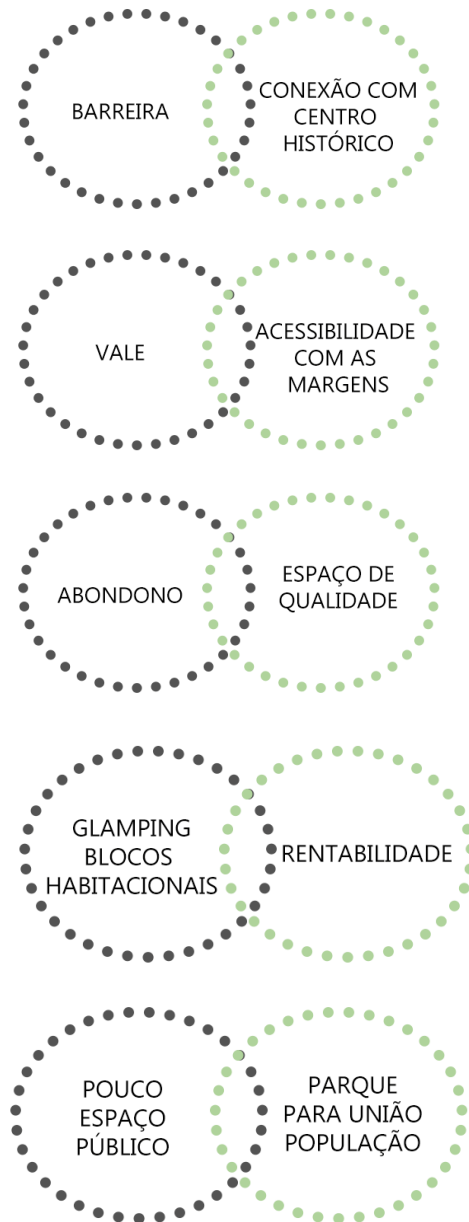 BARREIRA
CONEXÃO COM
CENTRO
HISTÓRICO
VALE
ACESSIBILIDADE
COM AS
MARGENS
ABONDONO
ESPAÇO DE
QUALIDADE
GLAMPING
BLOCOS
HABITACIONAIS
RENTABILIDADE
POUCO
ESPAÇO
PÚBLICO
PARQUE
PARA UNIÃO
POPULAÇÃO